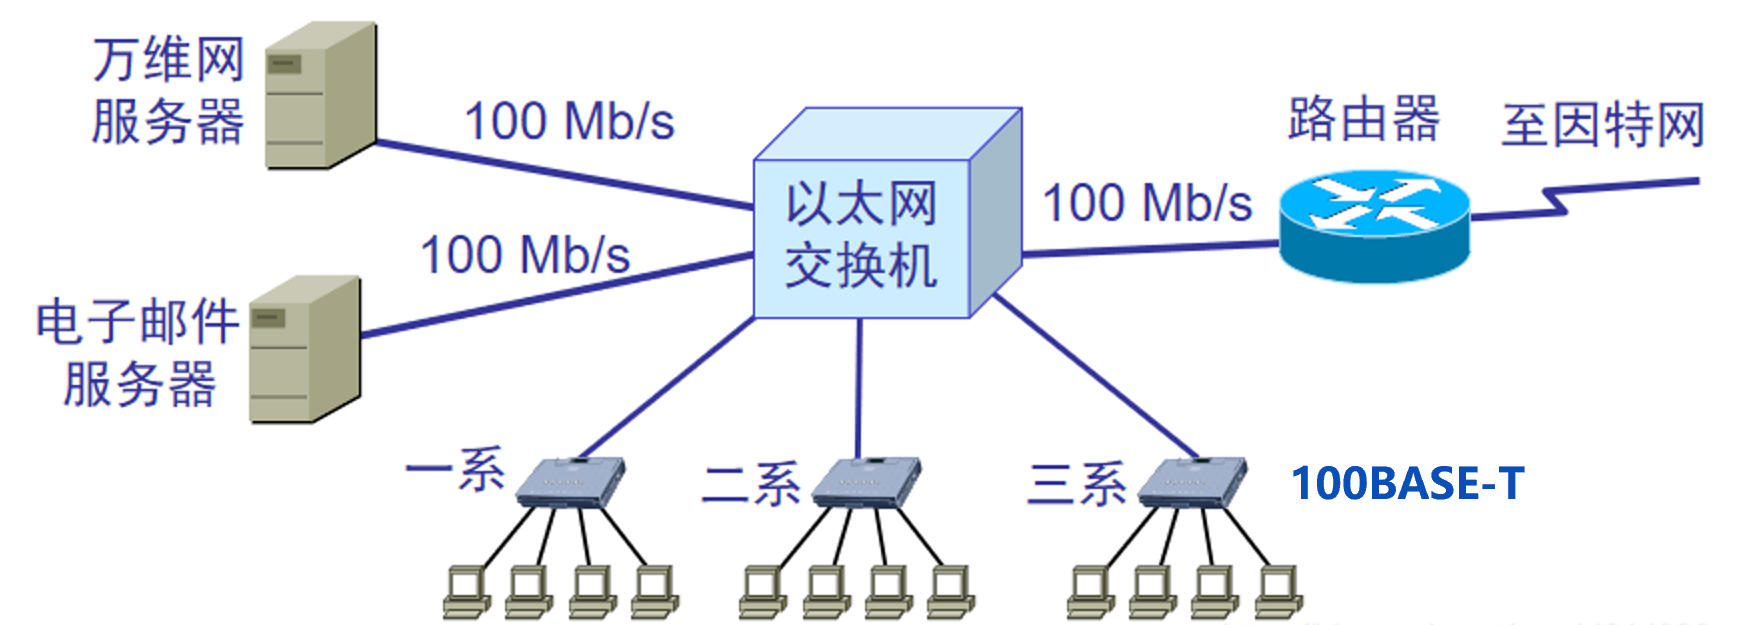 万维网
服务器
100 Mb/s
电子邮件
服务器
100 Mb/s
以太网
交换机
100 Mb/s
路由器
至因特网
一系
二系
三系
100BASE-T